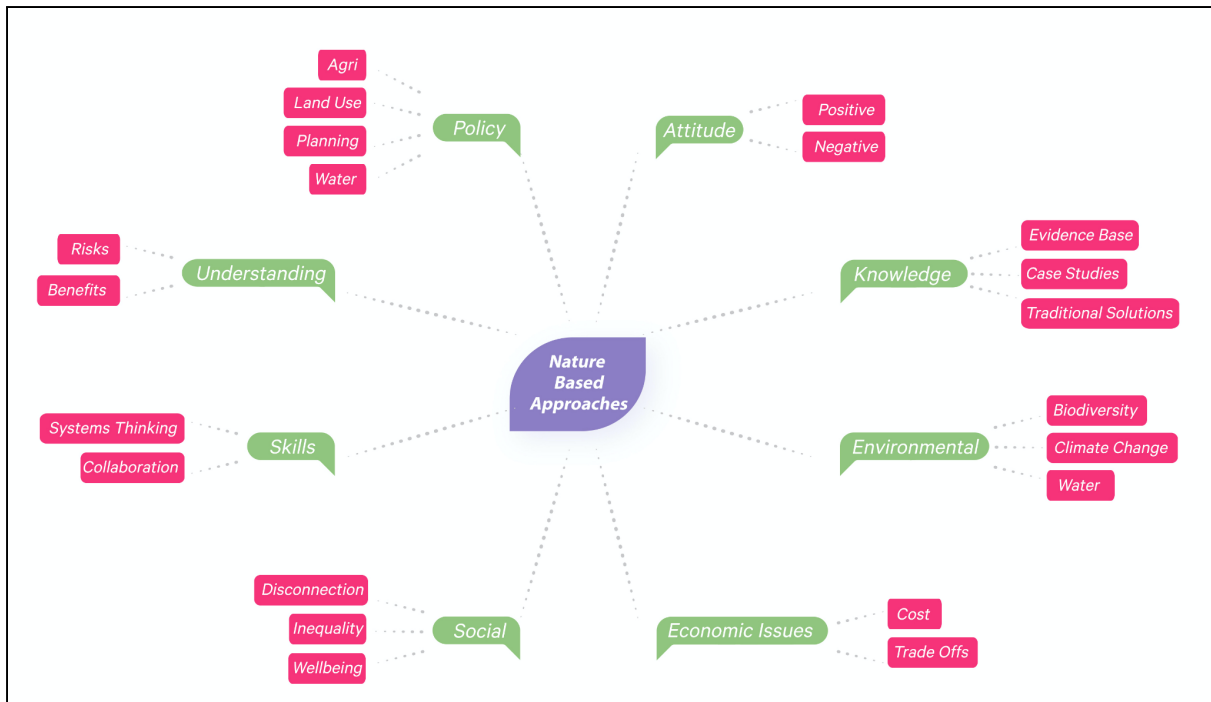 Agri
Land Use
Planning
Water
Policy
Attitude
Positive
Negative
Risks
Benefits
Understanding
Knowledge
Evidence Base
Case Studies
Traditional Solutions
Nature
Based
Approaches
Systems Thinking
Collaboration
Skills
Environmental
Biodiversity
Climate Change
Water
Disconnection
Inequality
Wellbeing
Social
Economic Issues
Cost
Trade Offs